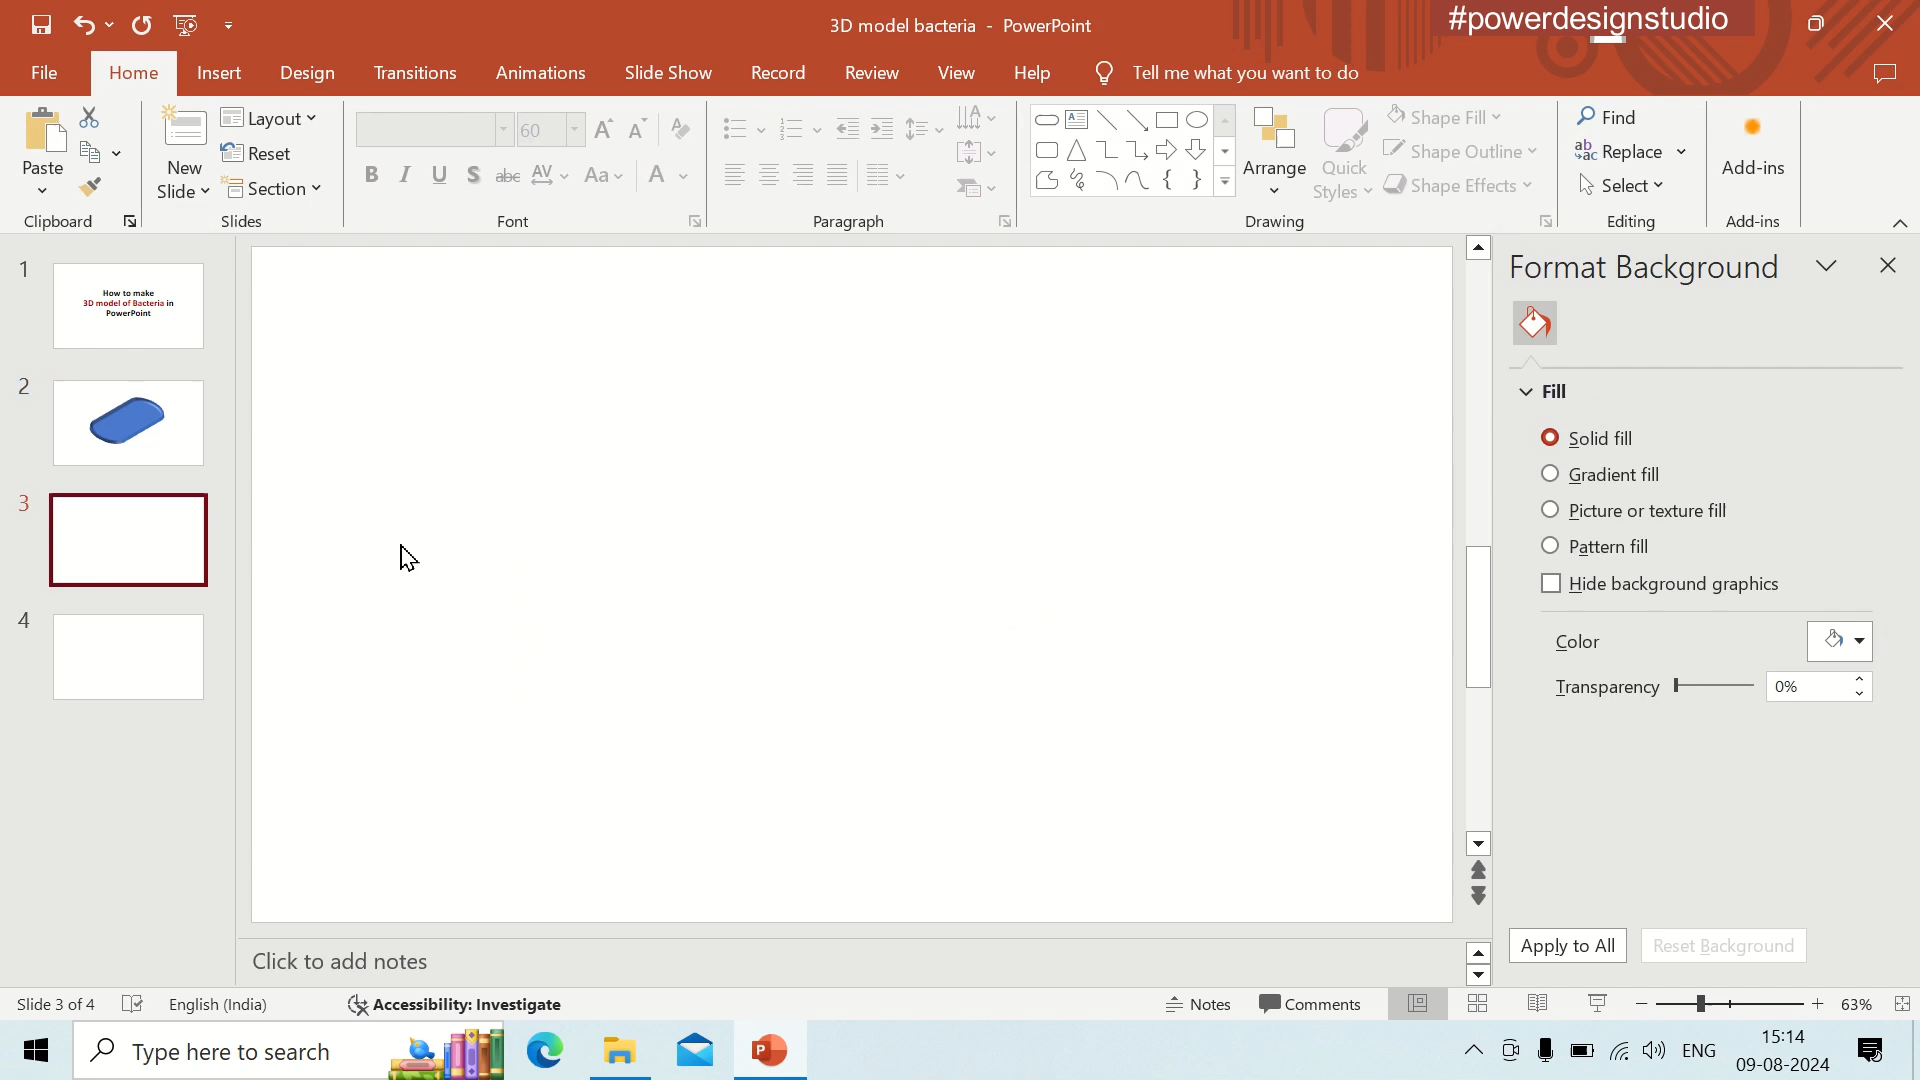 3D model bacteria - PowerPoint
#powerdesignstudio
File Home Insert Design Transitions Animations Slide Show Record Review View Help Tell me what you want to do
Paste
New
Slide
Layout
Reset
Section
60
B I U S abc AV Aa A
Arrange
Quick
Styles
Shape Fill
Shape Outline
Shape Effects
Find
Replace
Select
Add-ins
Clipboard Slides Font Paragraph Drawing Editing Add-ins
1
How to make
3D model of Bacteria in
PowerPoint
2
3
4
Format Background
Fill
Solid fill
Gradient fill
Picture or texture fill
Pattern fill
Hide background graphics
Color
Transparency 0%
Apply to All Reset Background
Click to add notes
Slide 3 of 4 English (India) Accessibility: Investigate Notes Comments 63%
Type here to search
ENG
15:14
09-08-2024